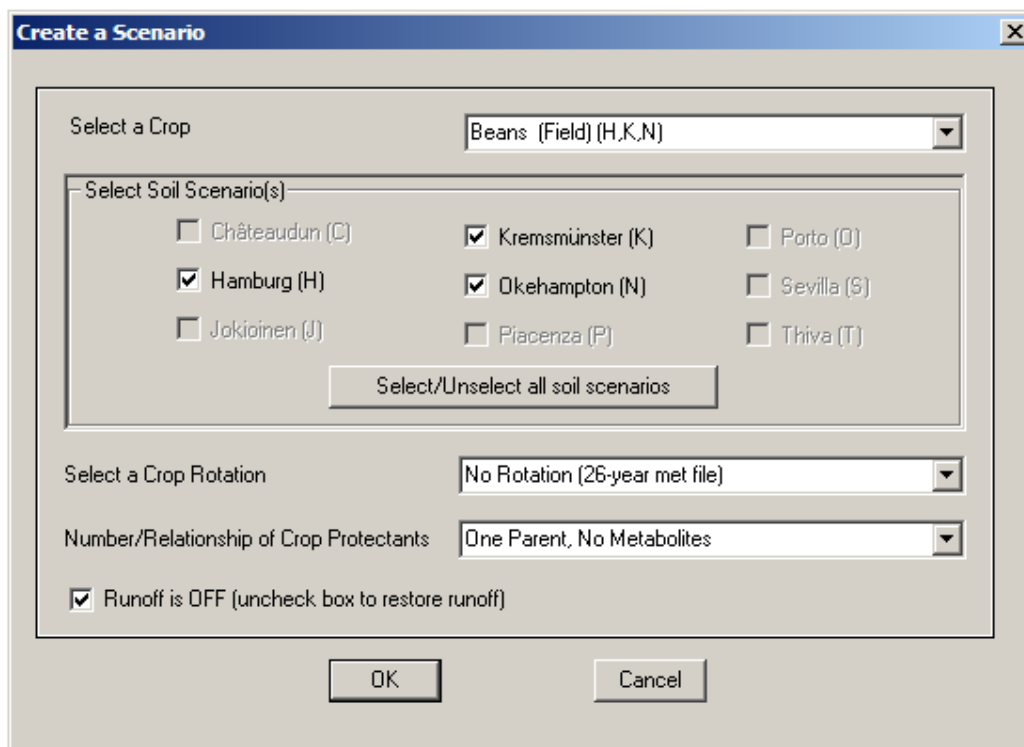 Create a Scenario
Select a Crop
Beans (Field) (H,K,N)
Select Soil Scenario(s)
Châteaudun (C)
Kremsmünster (K)
Porto (O)
Hamburg (H)
Okehampton (N)
Sevilla (S)
Jokioinen (J)
Piacenza (P)
Thiva (T)
Select/Unselect all soil scenarios
Select a Crop Rotation
No Rotation (26-year met file)
Number/Relationship of Crop Protectants
One Parent, No Metabolites
Runoff is OFF (uncheck box to restore runoff)
OK
Cancel